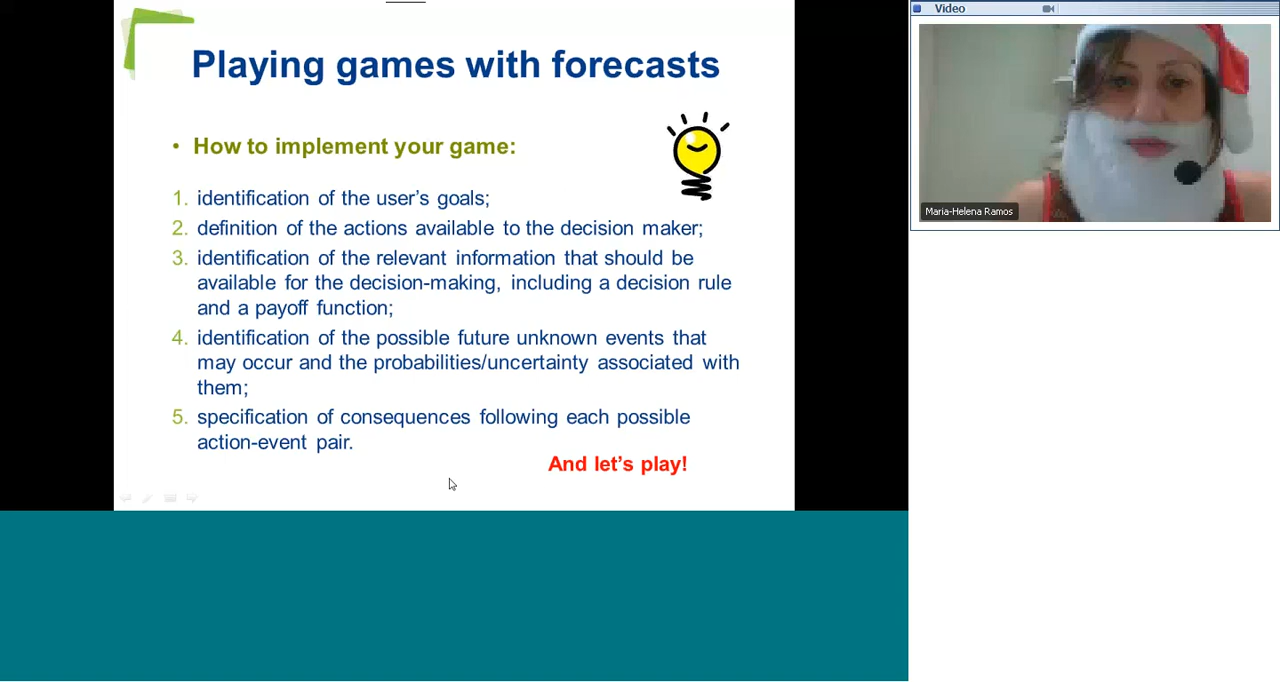 Playing games with forecasts
• How to implement your game:
1. identification of the user’s goals;
2. definition of the actions available to the decision maker;
3. identification of the relevant information that should be
available for the decision-making, including a decision rule
and a payoff function;
4. identification of the possible future unknown events that
may occur and the probabilities/uncertainty associated with
them;
5. specification of consequences following each possible
action-event pair.
And let’s play!
Video
Maria-Helena Ramos